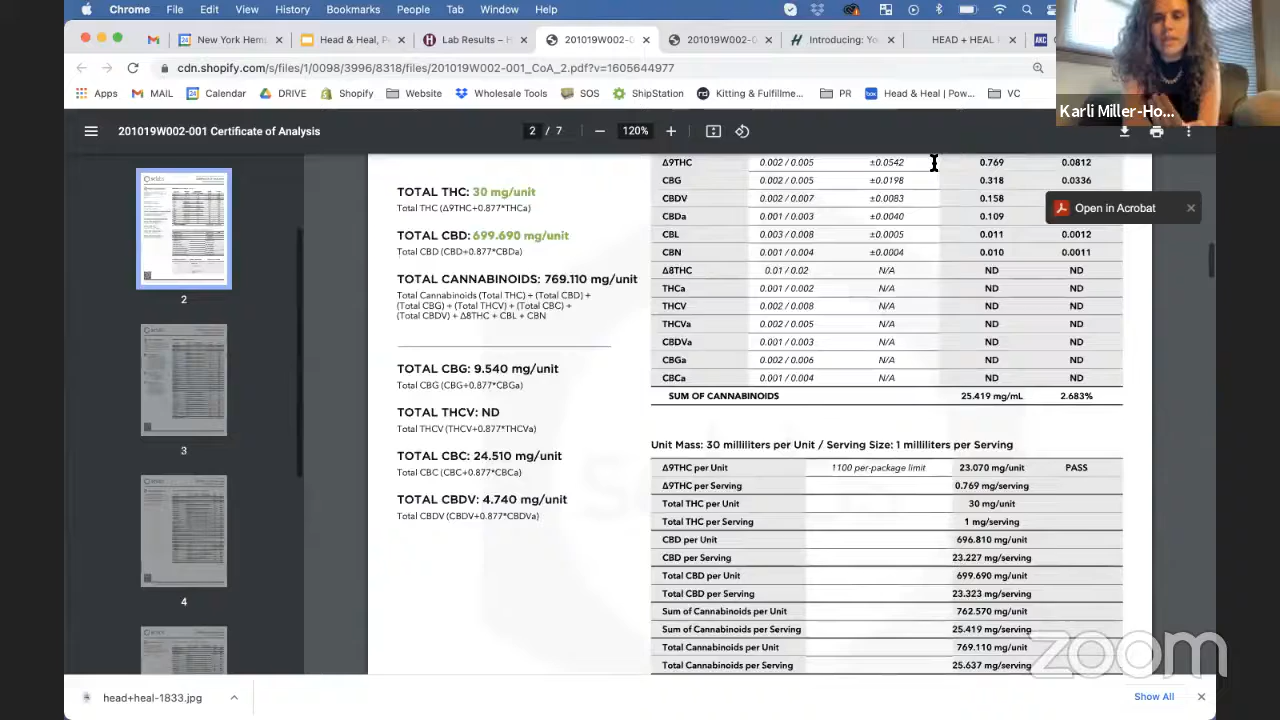 Chrome File Edit View History Bookmarks People Tab Window Help
New York Hem Head & Heal, P Lab Results – H 201019W002-0 201019W002-0 Introducing: Yo HEAD + HEAL AKC
cdn.shopify.com/s/files/1/0098/3996/8318/files/201019W002-001_CoA_2.pdf?v=1605644977
Apps MAIL Calendar DRIVE Shopify Website Wholesale Tools SOS ShipStation Kitting & Fulfillme... PR Head & Heal (Pow... VC
Karli Miller-Ho...
201019W002-001 Certificate of Analysis 2 / 7 120%
Open in Acrobat
2
3
4
TOTAL THC: 30 mg/unit
Total THC (Δ9THC+0.877*THCa)
TOTAL CBD: 699.690 mg/unit
Total CBD (CBD+0.877*CBDa)
TOTAL CANNABINOIDS: 769.110 mg/unit
Total Cannabinoids (Total THC) + (Total CBD) +
(Total CBG) + (Total THCV) + (Total CBC) +
(Total CBDV) + Δ8THC + CBL + CBN
TOTAL CBG: 9.540 mg/unit
Total CBG (CBG+0.877*CBGa)
TOTAL THCV: ND
Total THCV (THCV+0.877*THCVa)
TOTAL CBC: 24.510 mg/unit
Total CBC (CBC+0.877*CBCa)
TOTAL CBDV: 4.740 mg/unit
Total CBDV (CBDV+0.877*CBDVa)
Δ9THC 0.002 / 0.005 ±0.0542 0.769 0.0812
CBG 0.002 / 0.005 ±0.0198 0.318 0.0336
CBDV 0.002 / 0.007 ±0.0083 0.158
CBDa 0.001 / 0.003 ±0.0040 0.109
CBL 0.003 / 0.008 ±0.0005 0.011 0.0012
CBN 0.001 / 0.004 ±0.0004 0.010 0.0011
Δ8THC 0.01 / 0.02 N/A ND ND
THCa 0.001 / 0.002 N/A ND ND
THCV 0.002 / 0.008 N/A ND ND
THCVa 0.002 / 0.005 N/A ND ND
CBDVa 0.001 / 0.003 N/A ND ND
CBGa 0.002 / 0.006 N/A ND ND
CBCa 0.001 / 0.004 N/A ND ND
SUM OF CANNABINOIDS 25.419 mg/mL 2.683%
Unit Mass: 30 milliliters per Unit / Serving Size: 1 milliliters per Serving
Δ9THC per Unit 1100 per-package limit 23.070 mg/unit PASS
Δ9THC per Serving 0.769 mg/serving
Total THC per Unit 30 mg/unit
Total THC per Serving 1 mg/serving
CBD per Unit 696.810 mg/unit
CBD per Serving 23.227 mg/serving
Total CBD per Unit 699.690 mg/unit
Total CBD per Serving 23.323 mg/serving
Sum of Cannabinoids per Unit 762.570 mg/unit
Sum of Cannabinoids per Serving 25.419 mg/serving
Total Cannabinoids per Unit 769.110 mg/unit
Total Cannabinoids per Serving 25.637 mg/serving
zoom
head+heal-1833.jpg Show All